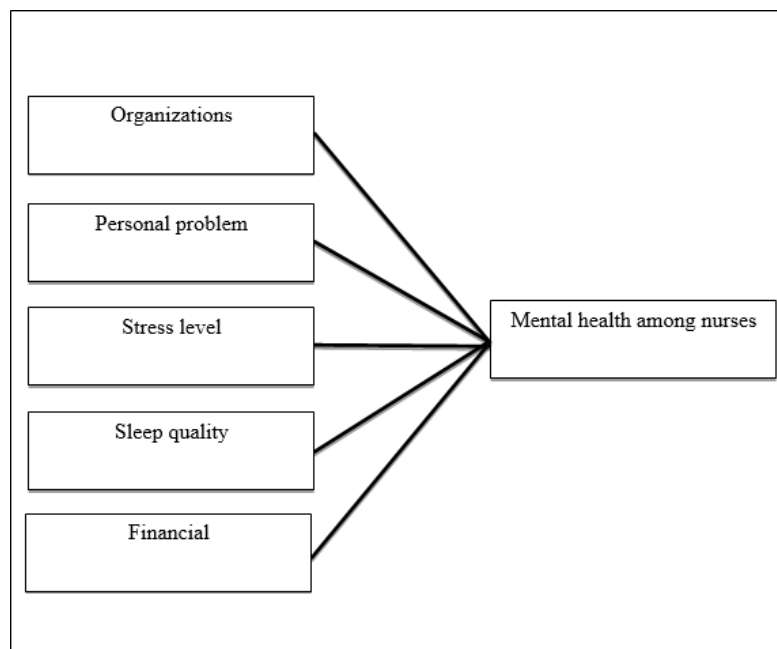 Organizations
Personal problem
Stress level
Mental health among nurses
Sleep quality
Financial